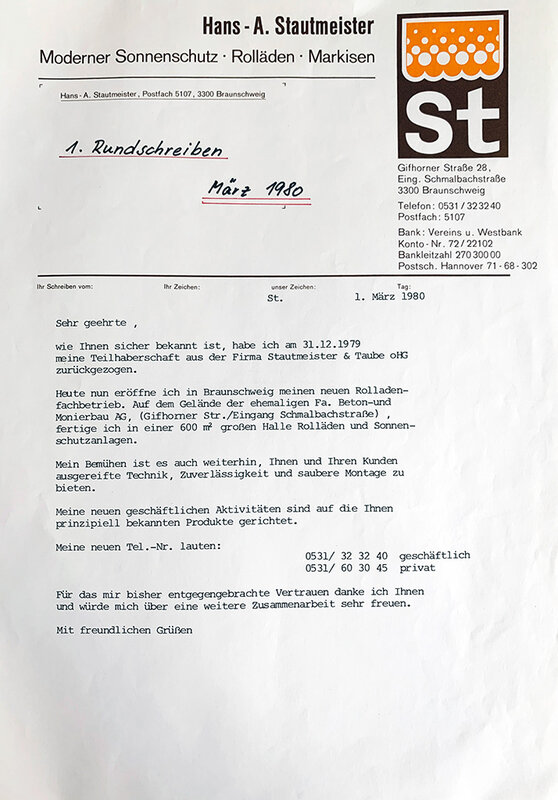 Hans - A. Stautmeister
Moderner Sonnenschutz · Rolläden · Markisen
St
Hans - A. Stautmeister, Postfach 5107, 3300 Braunschweig
1. Rundschreiben
März 1980
Gifhorner Straße 28,
Eing. Schmalbachstraße
3300 Braunschweig
Telefon: 0531 / 32 32 40
Postfach: 5107
Bank: Vereins u. Westbank
Konto - Nr. 72 / 22102
Bankleitzahl 270 300 00
Postsch. Hannover 71 - 68 - 302
Ihr Schreiben vom: Ihr Zeichen: unser Zeichen: Tag:
St. 1. März 1980
Sehr geehrte ,
wie Ihnen sicher bekannt ist, habe ich am 31.12.1979
meine Teilhaberschaft aus der Firma Stautmeister & Taube oHG
zurückgezogen.
Heute nun eröffne ich in Braunschweig meinen neuen Rolladen-
fachbetrieb. Auf dem Gelände der ehemaligen Fa. Beton-und
Monierbau AG, (Gifhorner Str./Eingang Schmalbachstraße) ,
fertige ich in einer 600 m² großen Halle Rolläden und Sonnen-
schutzanlagen.
Mein Bemühen ist es auch weiterhin, Ihnen und Ihren Kunden
ausgereifte Technik, Zuverlässigkeit und saubere Montage zu
bieten.
Meine neuen geschäftlichen Aktivitäten sind auf die Ihnen
prinzipiell bekannten Produkte gerichtet.
Meine neuen Tel.-Nr. lauten:
0531/ 32 32 40 geschäftlich
0531/ 60 30 45 privat
Für das mir bisher entgegengebrachte Vertrauen danke ich Ihnen
und würde mich über eine weitere Zusammenarbeit sehr freuen.
Mit freundlichen Grüßen